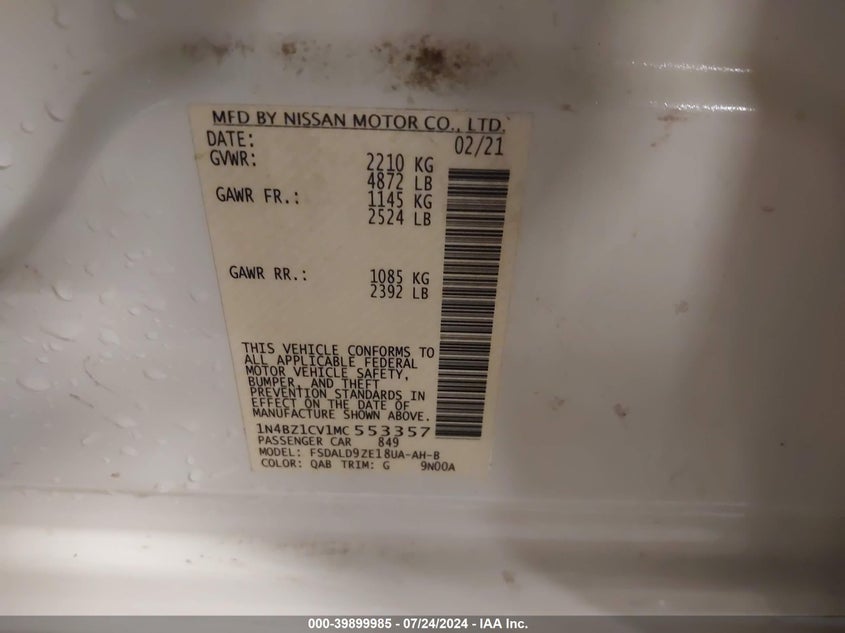 MFD BY NISSAN MOTOR CO., LTD.
DATE: 02/21
GVWR: 2210 KG
4872 LB
GAWR FR.: 1145 KG
2524 LB
GAWR RR.: 1085 KG
2392 LB
THIS VEHICLE CONFORMS TO
ALL APPLICABLE FEDERAL
MOTOR VEHICLE SAFETY,
BUMPER, AND THEFT
PREVENTION STANDARDS IN
EFFECT ON THE DATE OF
MANUFACTURE SHOWN ABOVE.
1N4BZ1CV1MC 553357
PASSENGER CAR 849
MODEL: FSDALD9ZE18UA-AH-B
COLOR: QAB TRIM: G 9N00A
000-39899985 - 07/24/2024 - IAA Inc.